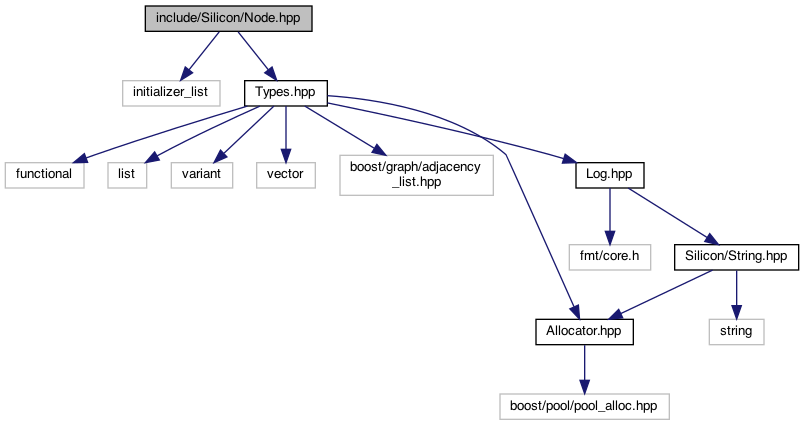 include/Silicon/Node.hpp
initializer_list
Types.hpp
functional
list
variant
vector
boost/graph/adjacency
_list.hpp
Log.hpp
fmt/core.h
Silicon/String.hpp
Allocator.hpp
string
boost/pool/pool_alloc.hpp